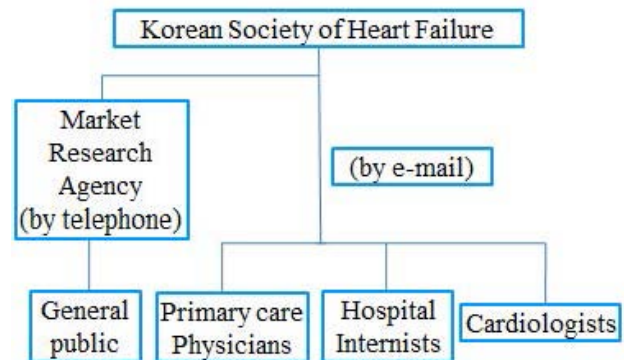 Korean Society of Heart Failure
Market
Research
Agency
(by telephone)
(by e-mail)
General
public
Primary care
Physicians
Hospital
Internists
Cardiologists